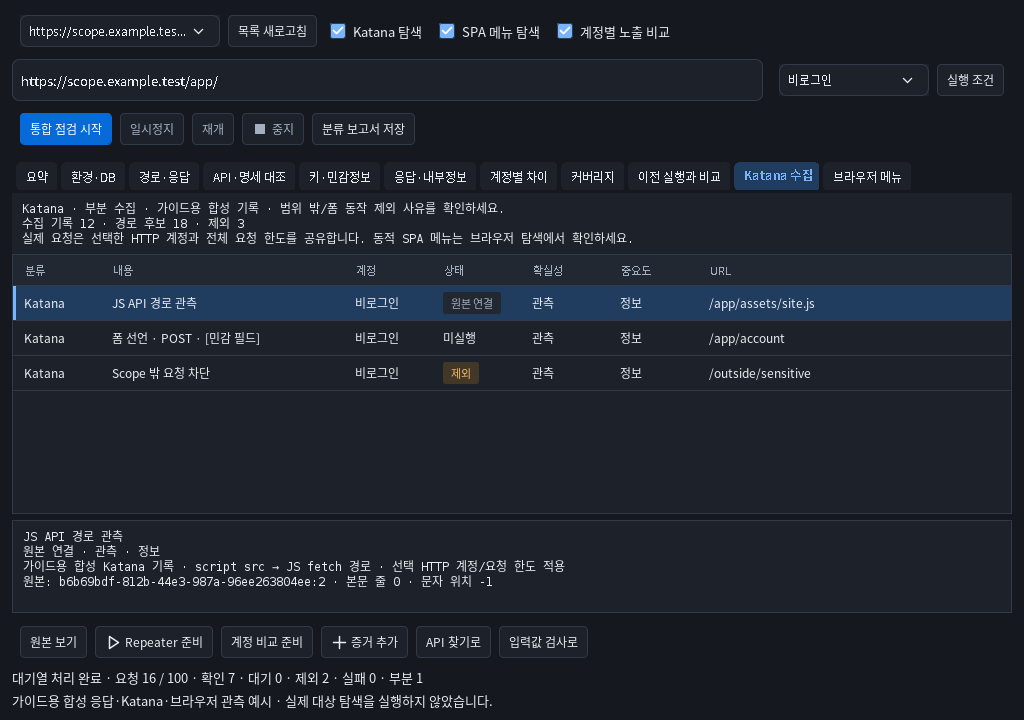 https://scope.example.tes... 목록 새로고침 Katana 탐색 SPA 메뉴 탐색 계정별 노출 비교
https://scope.example.test/app/ 비로그인 실행 조건
통합 점검 시작 일시정지 재개 중지 분류 보고서 저장
요약 환경·DB 경로·응답 API·명세 대조 키·민감정보 응답·내부정보 계정별 차이 커버리지 이전 실행과 비교 Katana 수집 브라우저 메뉴
Katana · 부분 수집 · 가이드용 합성 기록 · 범위 밖/폼 동작 제외 사유를 확인하세요.
수집 기록 12 · 경로 후보 18 · 제외 3
실제 요청은 선택한 HTTP 계정과 전체 요청 한도를 공유합니다. 동적 SPA 메뉴는 브라우저 탐색에서 확인하세요.
분류 내용 계정 상태 확실성 중요도 URL
Katana JS API 경로 관측 비로그인 원본 연결 관측 정보 /app/assets/site.js
Katana 폼 선언 · POST · [민감 필드] 비로그인 미실행 관측 정보 /app/account
Katana Scope 밖 요청 차단 비로그인 제외 관측 정보 /outside/sensitive
JS API 경로 관측
원본 연결 · 관측 · 정보
가이드용 합성 Katana 기록 · script src → JS fetch 경로 · 선택 HTTP 계정/요청 한도 적용
원본: b6b69bdf-812b-44e3-987a-96ee263804ee:2 · 본문 줄 0 · 문자 위치 -1
원본 보기 Repeater 준비 계정 비교 준비 증거 추가 API 찾기로 입력값 검사로
대기열 처리 완료 · 요청 16 / 100 · 확인 7 · 대기 0 · 제외 2 · 실패 0 · 부분 1
가이드용 합성 응답·Katana·브라우저 관측 예시 · 실제 대상 탐색을 실행하지 않았습니다.